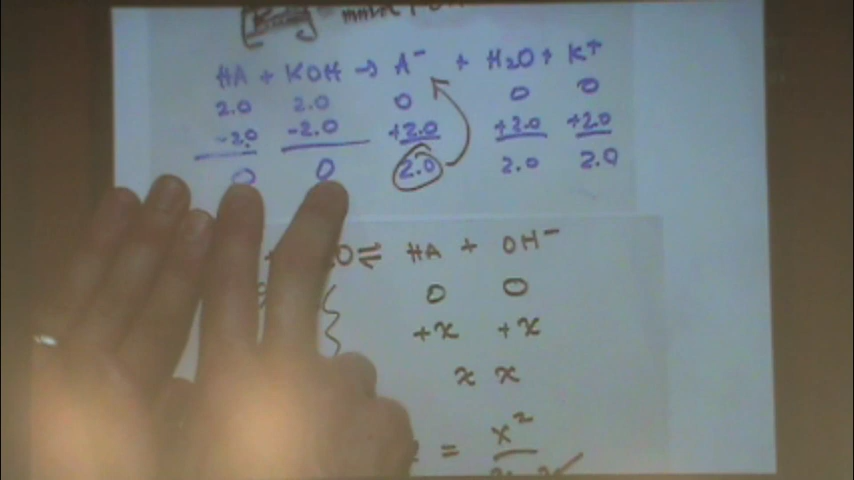 HA + KOH → A⁻ + H₂O + K⁺
2.0 2.0 0 0 0
-2.0 -2.0 +2.0 +2.0 +2.0
0 0 2.0 2.0 2.0
O ⇌ HA + OH⁻
0 0
+x +x
x x
= x²